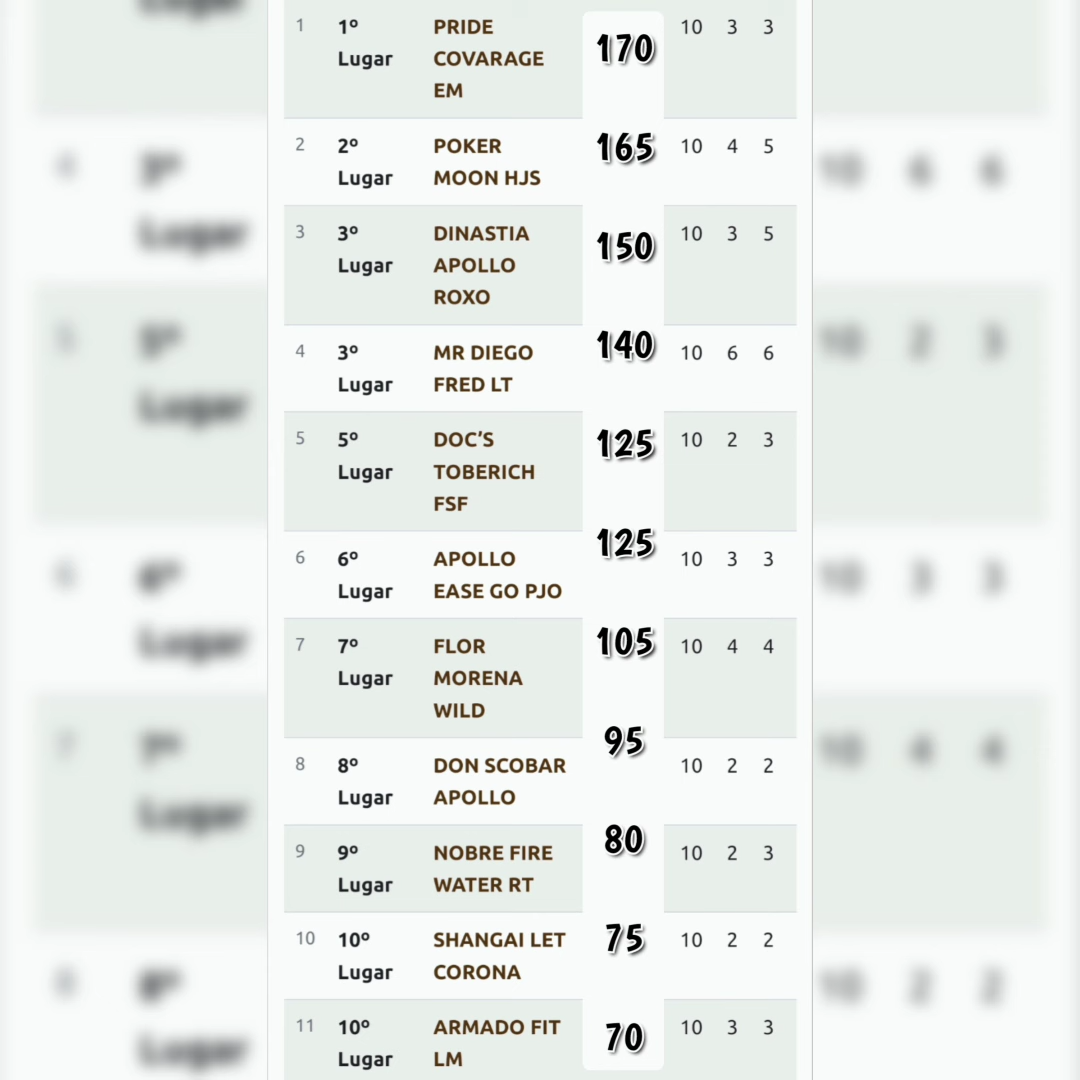 1 1º PRIDE 170 10 3 3
Lugar COVARAGE
EM
2 2º POKER 165 10 4 5
Lugar MOON HJS
3 3º DINASTIA 150 10 3 5
Lugar APOLLO
ROXO
4 3º MR DIEGO 140 10 6 6
Lugar FRED LT
5 5º DOC’S 125 10 2 3
Lugar TOBERICH
FSF
6 6º APOLLO 125 10 3 3
Lugar EASE GO PJO
7 7º FLOR 105 10 4 4
Lugar MORENA
WILD
8 8º DON SCOBAR 95 10 2 2
Lugar APOLLO
9 9º NOBRE FIRE 80 10 2 3
Lugar WATER RT
10 10º SHANGAI LET 75 10 2 2
Lugar CORONA
11 10º ARMADO FIT 70 10 3 3
Lugar LM